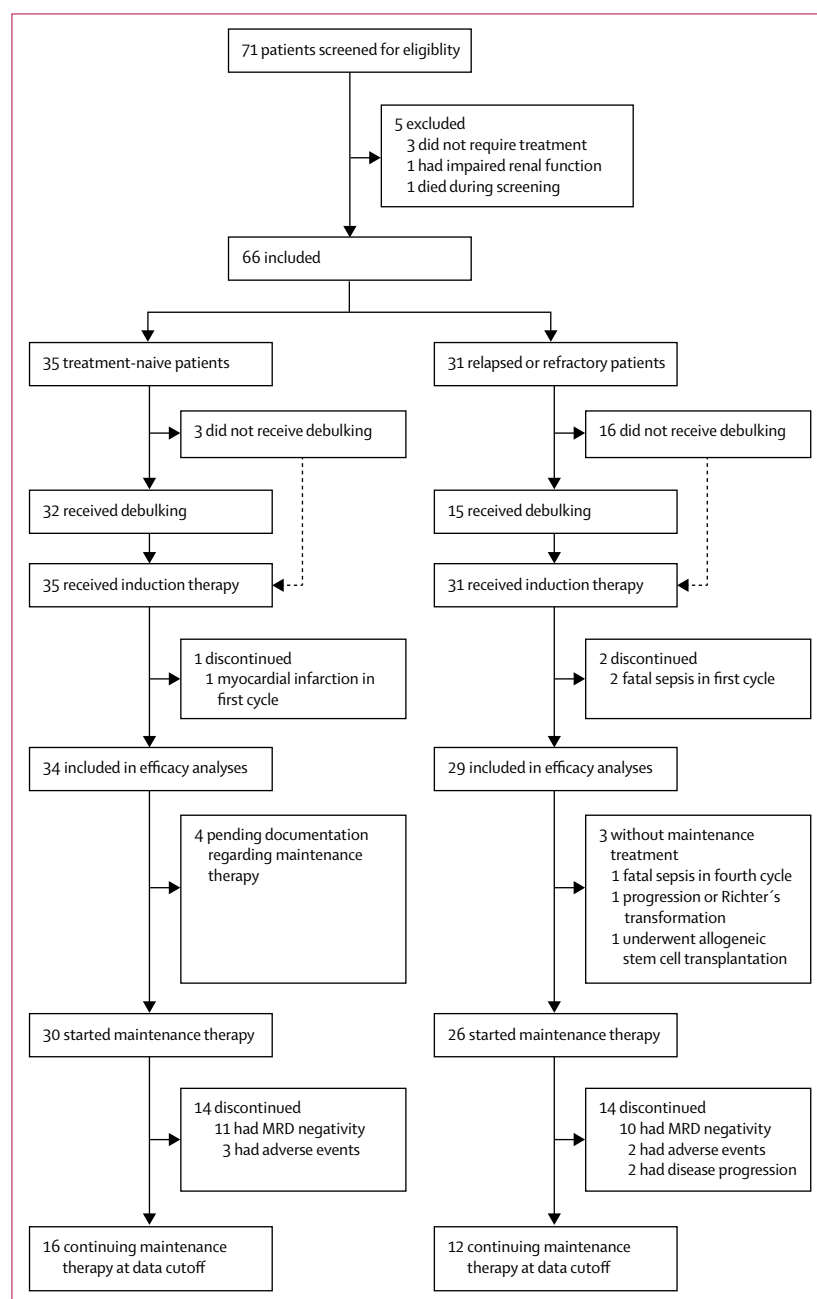 71 patients screened for eligiblity
5 excluded
3 did not require treatment
1 had impaired renal function
1 died during screening
66 included
35 treatment-naive patients
31 relapsed or refractory patients
3 did not receive debulking
16 did not receive debulking
32 received debulking
15 received debulking
35 received induction therapy
31 received induction therapy
1 discontinued
1 myocardial infarction in
first cycle
2 discontinued
2 fatal sepsis in first cycle
34 included in efficacy analyses
29 included in efficacy analyses
4 pending documentation
regarding maintenance
therapy
3 without maintenance
treatment
1 fatal sepsis in fourth cycle
1 progression or Richter´s
transformation
1 underwent allogeneic
stem cell transplantation
30 started maintenance therapy
26 started maintenance therapy
14 discontinued
11 had MRD negativity
3 had adverse events
14 discontinued
10 had MRD negativity
2 had adverse events
2 had disease progression
16 continuing maintenance
therapy at data cutoff
12 continuing maintenance
therapy at data cutoff